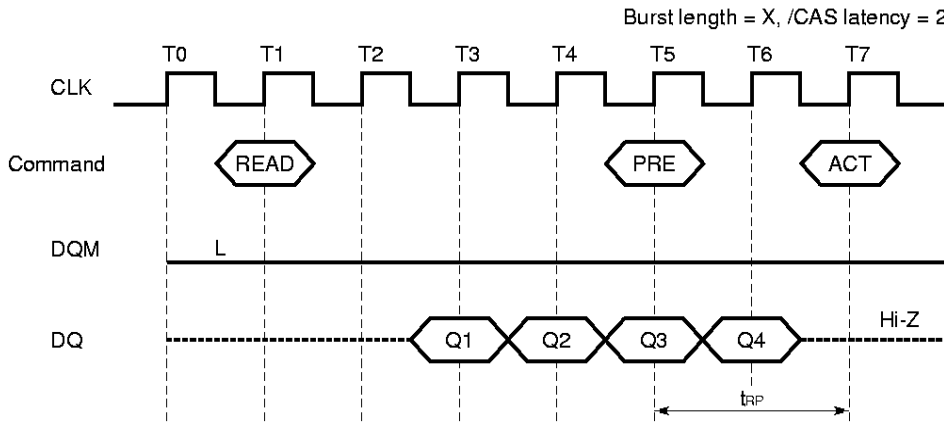 Burst length = X, /CAS latency = 2
T0 T1 T2 T3 T4 T5 T6 T7
CLK
Command READ PRE ACT
DQM L
Hi-Z
DQ Q1 Q2 Q3 Q4
tRP